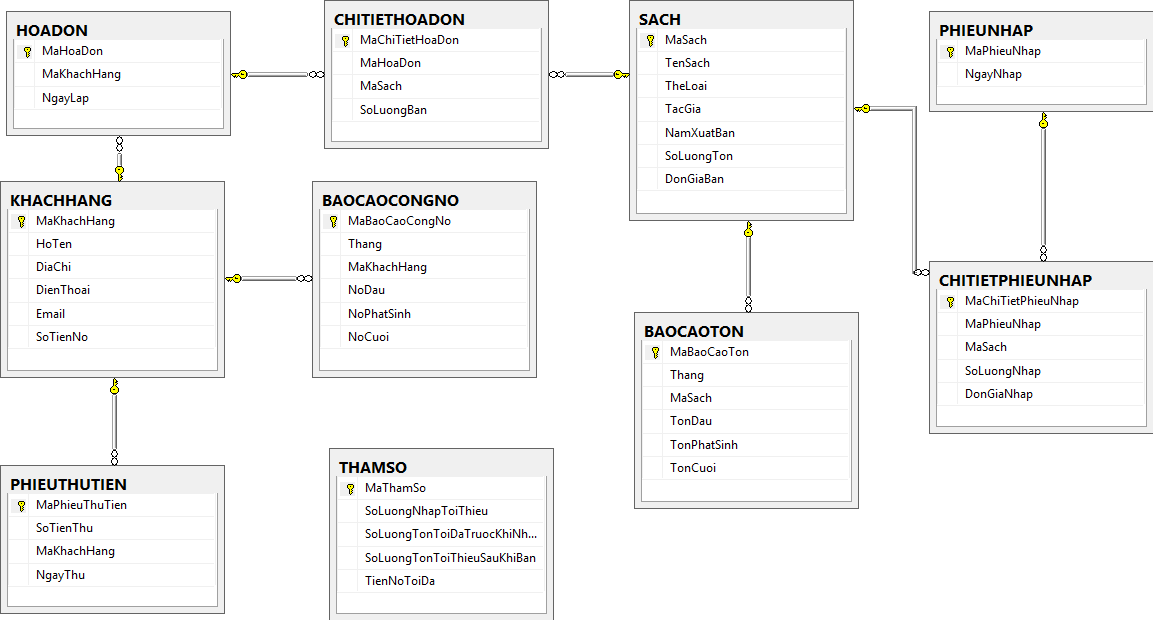 HOADON
MaHoaDon
MaKhachHang
NgayLap
CHITIETHOADON
MaChiTietHoaDon
MaHoaDon
MaSach
SoLuongBan
SACH
MaSach
TenSach
TheLoai
TacGia
NamXuatBan
SoLuongTon
DonGiaBan
PHIEUNHAP
MaPhieuNhap
NgayNhap
KHACHHANG
MaKhachHang
HoTen
DiaChi
DienThoai
Email
SoTienNo
BAOCAOCONGNO
MaBaoCaoCongNo
Thang
MaKhachHang
NoDau
NoPhatSinh
NoCuoi
BAOCAOTON
MaBaoCaoTon
Thang
MaSach
TonDau
TonPhatSinh
TonCuoi
CHITIETPHIEUNHAP
MaChiTietPhieuNhap
MaPhieuNhap
MaSach
SoLuongNhap
DonGiaNhap
PHIEUTHUTIEN
MaPhieuThuTien
SoTienThu
MaKhachHang
NgayThu
THAMSO
MaThamSo
SoLuongNhapToiThieu
SoLuongTonToiDaTruocKhiNh...
SoLuongTonToiThieuSauKhiBan
TienNoToiDa